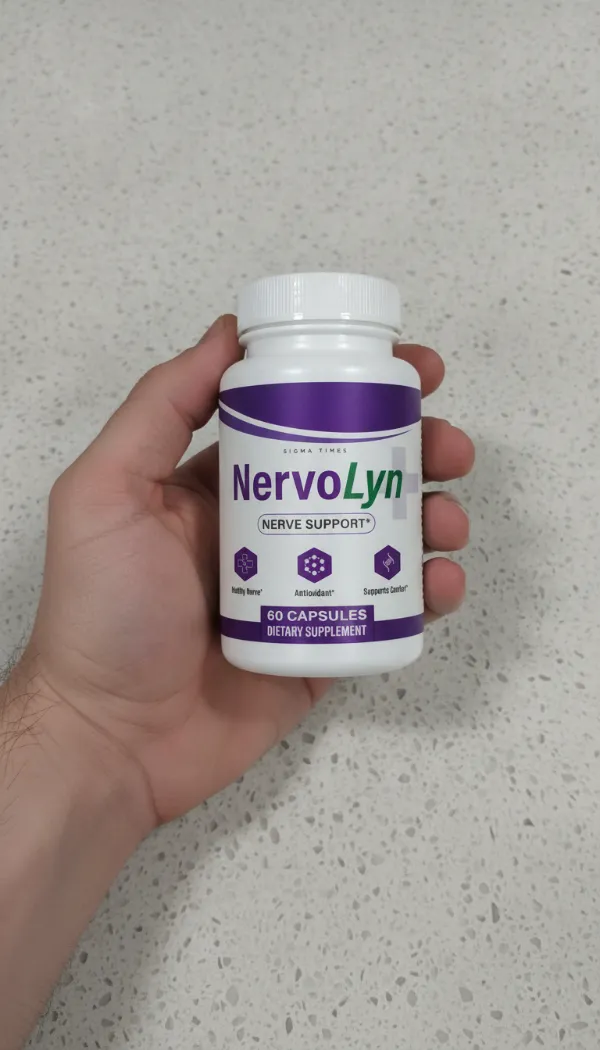 SIGMA TIMES
NervoLyn
NERVE SUPPORT*
Healthy Nerve*
Antioxidant*
Supports Comfort*
60 CAPSULES
DIETARY SUPPLEMENT